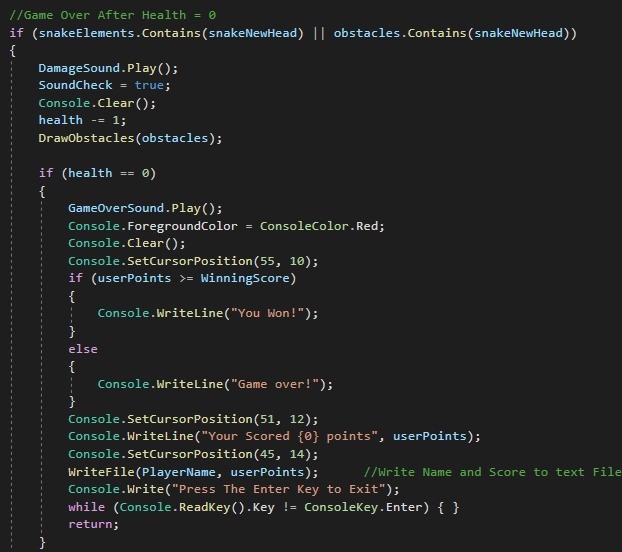 //Game Over After Health = 0
if (snakeElements.Contains(snakeNewHead) || obstacles.Contains(snakeNewHead))
{
DamageSound.Play();
SoundCheck = true;
Console.Clear();
health -= 1;
DrawObstacles(obstacles);
if (health == 0)
{
GameOverSound.Play();
Console.ForegroundColor = ConsoleColor.Red;
Console.Clear();
Console.SetCursorPosition(55, 10);
if (userPoints >= WinningScore)
{
Console.WriteLine("You Won!");
}
else
{
Console.WriteLine("Game over!");
}
Console.SetCursorPosition(51, 12);
Console.WriteLine("Your Scored {0} points", userPoints);
Console.SetCursorPosition(45, 14);
WriteFile(PlayerName, userPoints); //Write Name and Score to text File
Console.Write("Press The Enter Key to Exit");
while (Console.ReadKey().Key != ConsoleKey.Enter) { }
return;
}